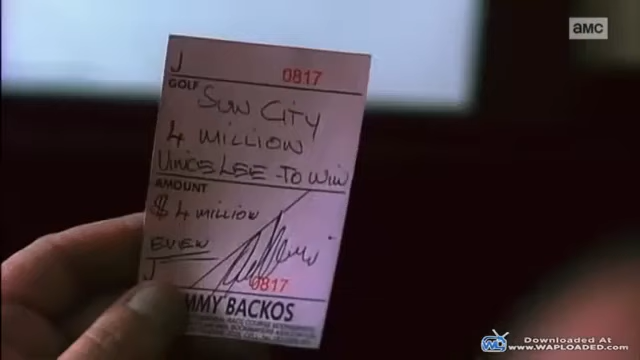 amc
J
0817
GOLF
SUN CITY
4 MILLION
VINCE LEE - TO WIN
AMOUNT
$ 4 MILLION
EVEN
J
0817
MMY BACKOS
Downloaded At
www.WAPLOADED.com